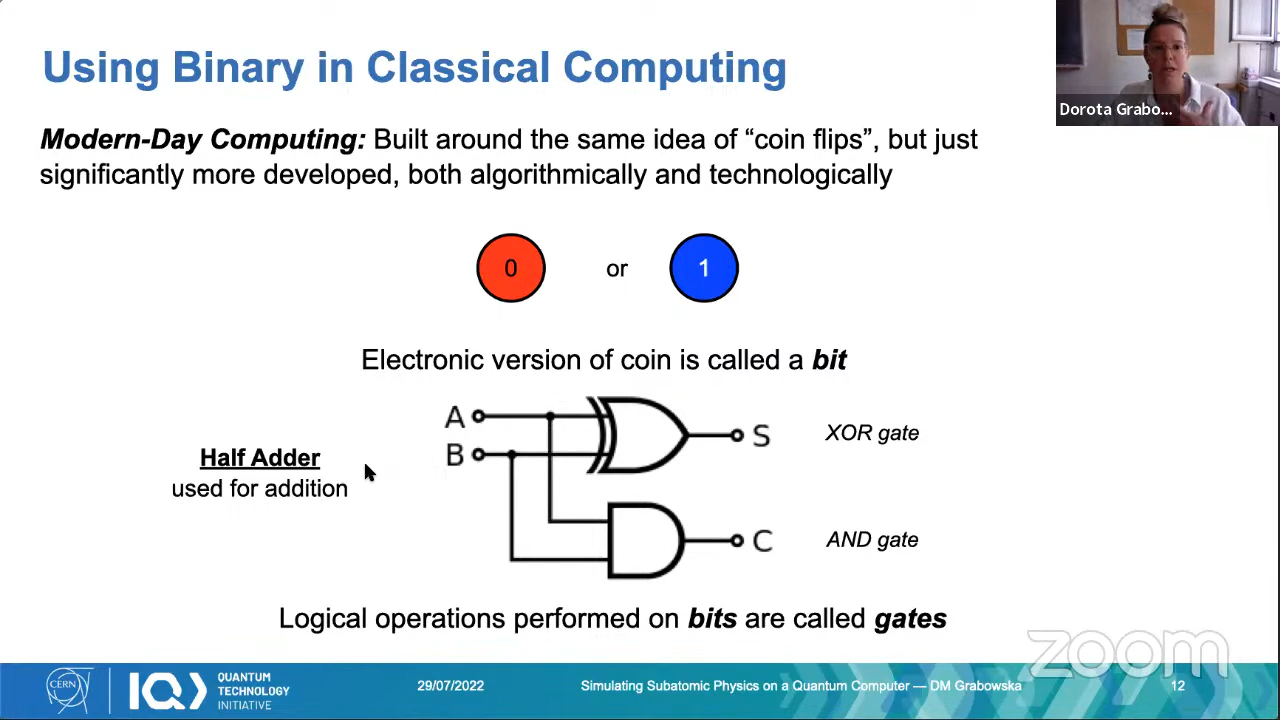 Using Binary in Classical Computing
Dorota Grabo...
Modern-Day Computing: Built around the same idea of “coin flips”, but just
significantly more developed, both algorithmically and technologically
0 or 1
Electronic version of coin is called a bit
A
B
S
XOR gate
Half Adder
used for addition
C
AND gate
Logical operations performed on bits are called gates
zoom
CERN
QUANTUM
TECHNOLOGY
INITIATIVE
29/07/2022
Simulating Subatomic Physics on a Quantum Computer — DM Grabowska
12